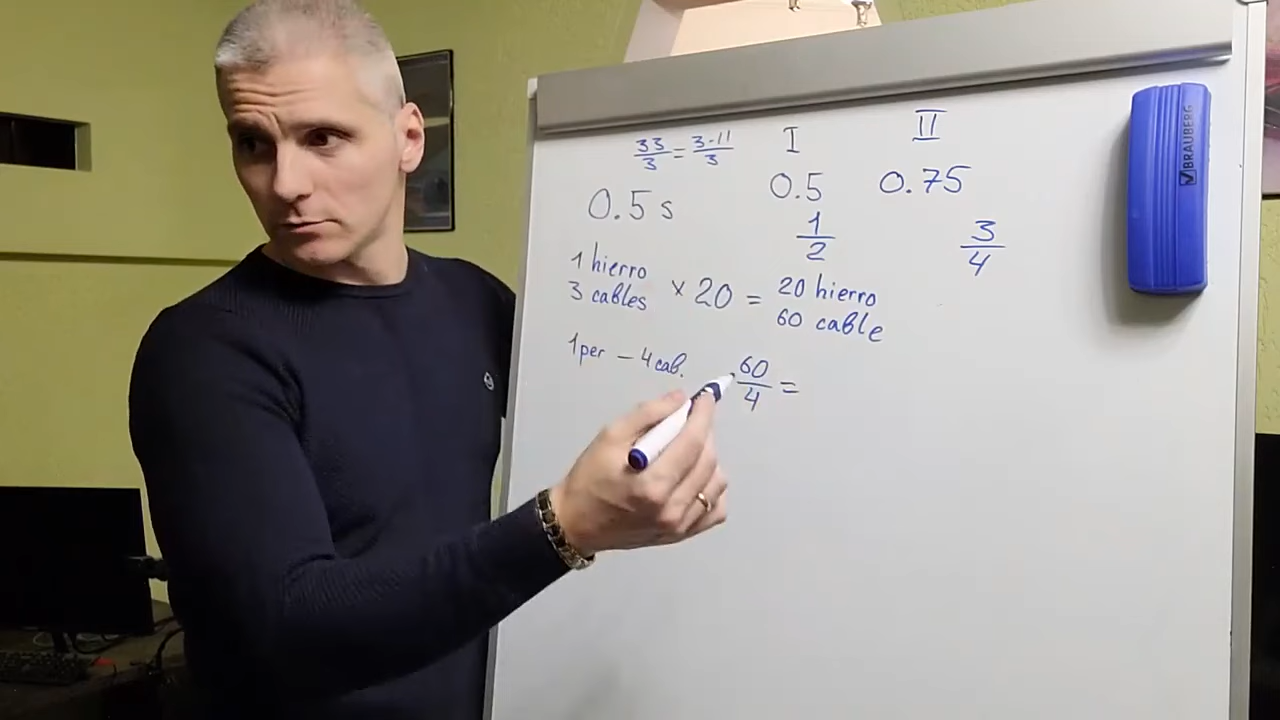 33/3 = 3·11/3
I
II
0.5 s
0.5
0.75
1/2
3/4
1 hierro
3 cables
× 20 =
20 hierro
60 cable
1 per – 4 cab.
60/4 =
BRAUBERG